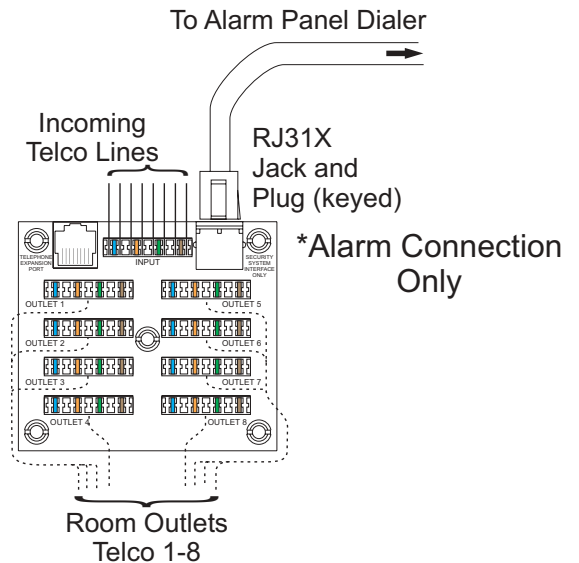 To Alarm Panel Dialer
Incoming
Telco Lines
RJ31X
Jack and
Plug (keyed)
*Alarm Connection
Only
TELEPHONE
EXPANSION
PORT
INPUT
SECURITY
SYSTEM
INTERFACE
ONLY
OUTLET 1
OUTLET 5
OUTLET 2
OUTLET 6
OUTLET 3
OUTLET 7
OUTLET 4
OUTLET 8
Room Outlets
Telco 1-8